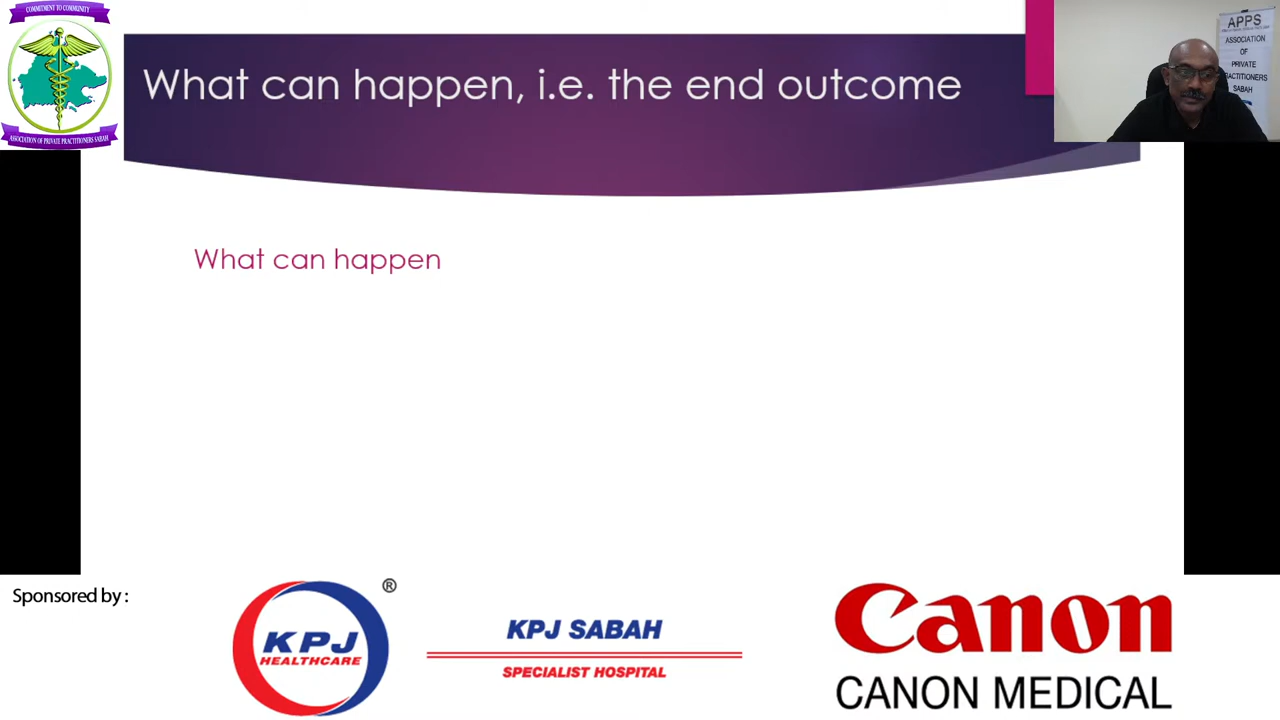 COMMITMENT TO COMMUNITY
ASSOCIATION OF PRIVATE PRACTITIONERS SABAH
What can happen, i.e. the end outcome
APPS
ASSOCIATION
OF
PRIVATE
PRACTITIONERS
SABAH
What can happen
Sponsored by :
KPJ
HEALTHCARE
®
KPJ SABAH
SPECIALIST HOSPITAL
Canon
CANON MEDICAL